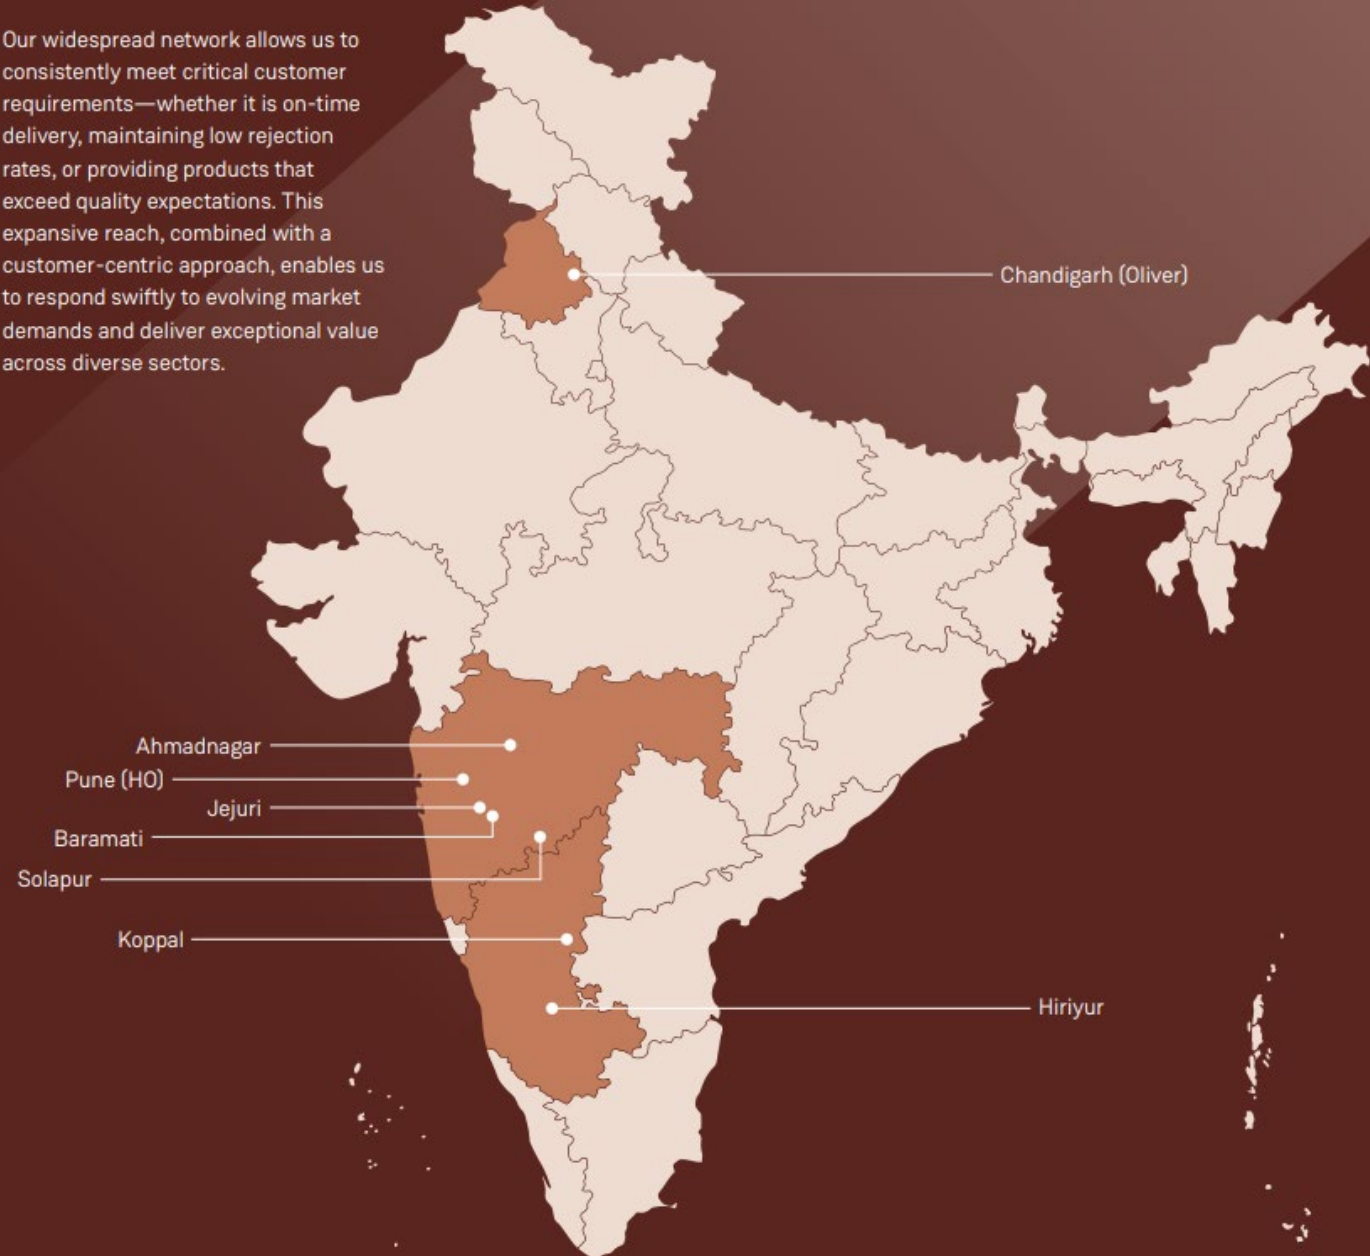 Our widespread network allows us to
consistently meet critical customer
requirements—whether it is on-time
delivery, maintaining low rejection
rates, or providing products that
exceed quality expectations. This
expansive reach, combined with a
customer-centric approach, enables us
to respond swiftly to evolving market
demands and deliver exceptional value
across diverse sectors.
Chandigarh (Oliver)
Ahmadnagar
Pune (HO)
Jejuri
Baramati
Solapur
Koppal
Hiriyur